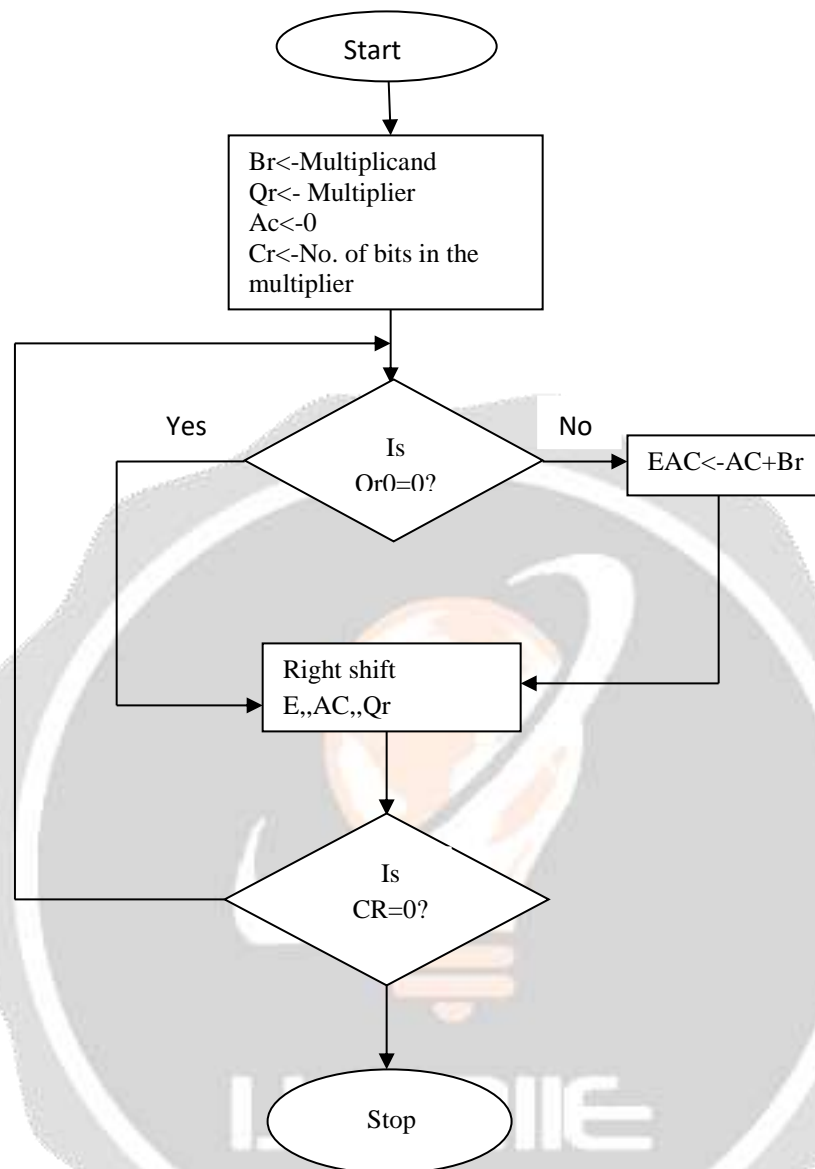 Start
Br<-Multiplicand
Qr<- Multiplier
Ac<-0
Cr<-No. of bits in the
multiplier
Yes
Is
Qr0=0?
No
EAC<-AC+Br
Right shift
E,,AC,,Qr
Is
CR=0?
Stop